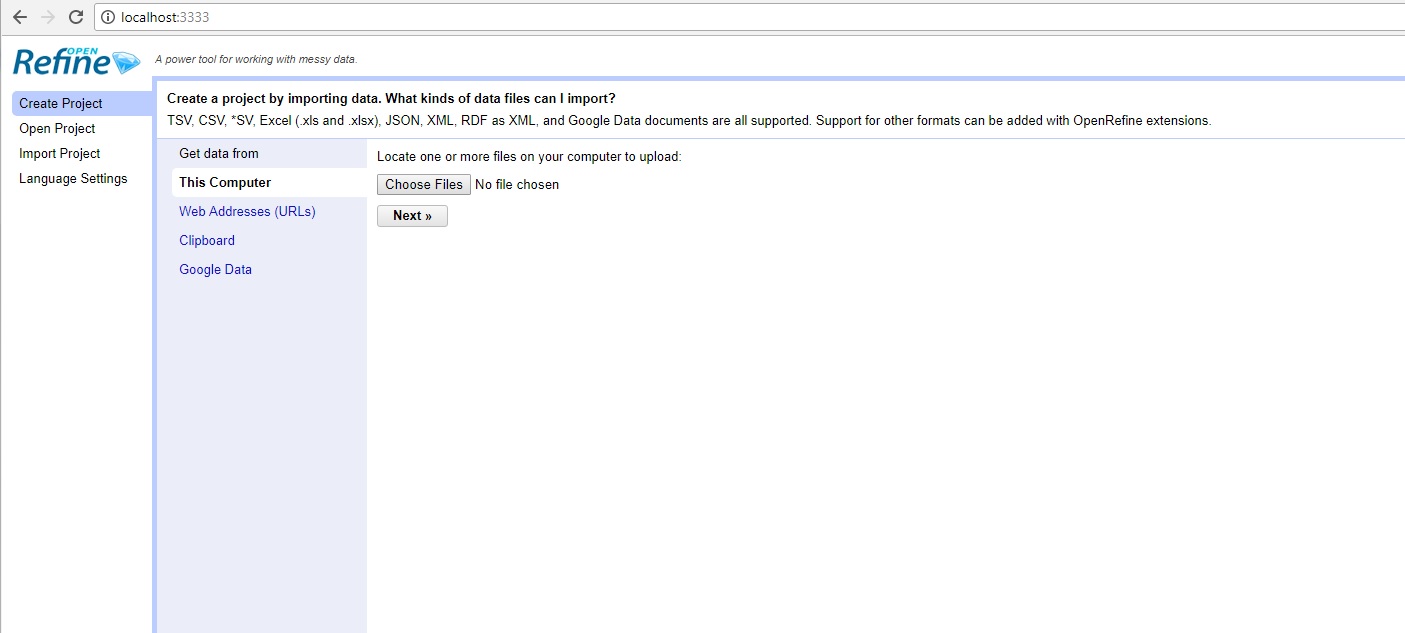 localhost:3333
OPEN
Refine
A power tool for working with messy data.
Create Project
Open Project
Import Project
Language Settings
Create a project by importing data. What kinds of data files can I import?
TSV, CSV, *SV, Excel (.xls and .xlsx), JSON, XML, RDF as XML, and Google Data documents are all supported. Support for other formats can be added with OpenRefine extensions.
Get data from
This Computer
Web Addresses (URLs)
Clipboard
Google Data
Locate one or more files on your computer to upload:
Choose Files No file chosen
Next »